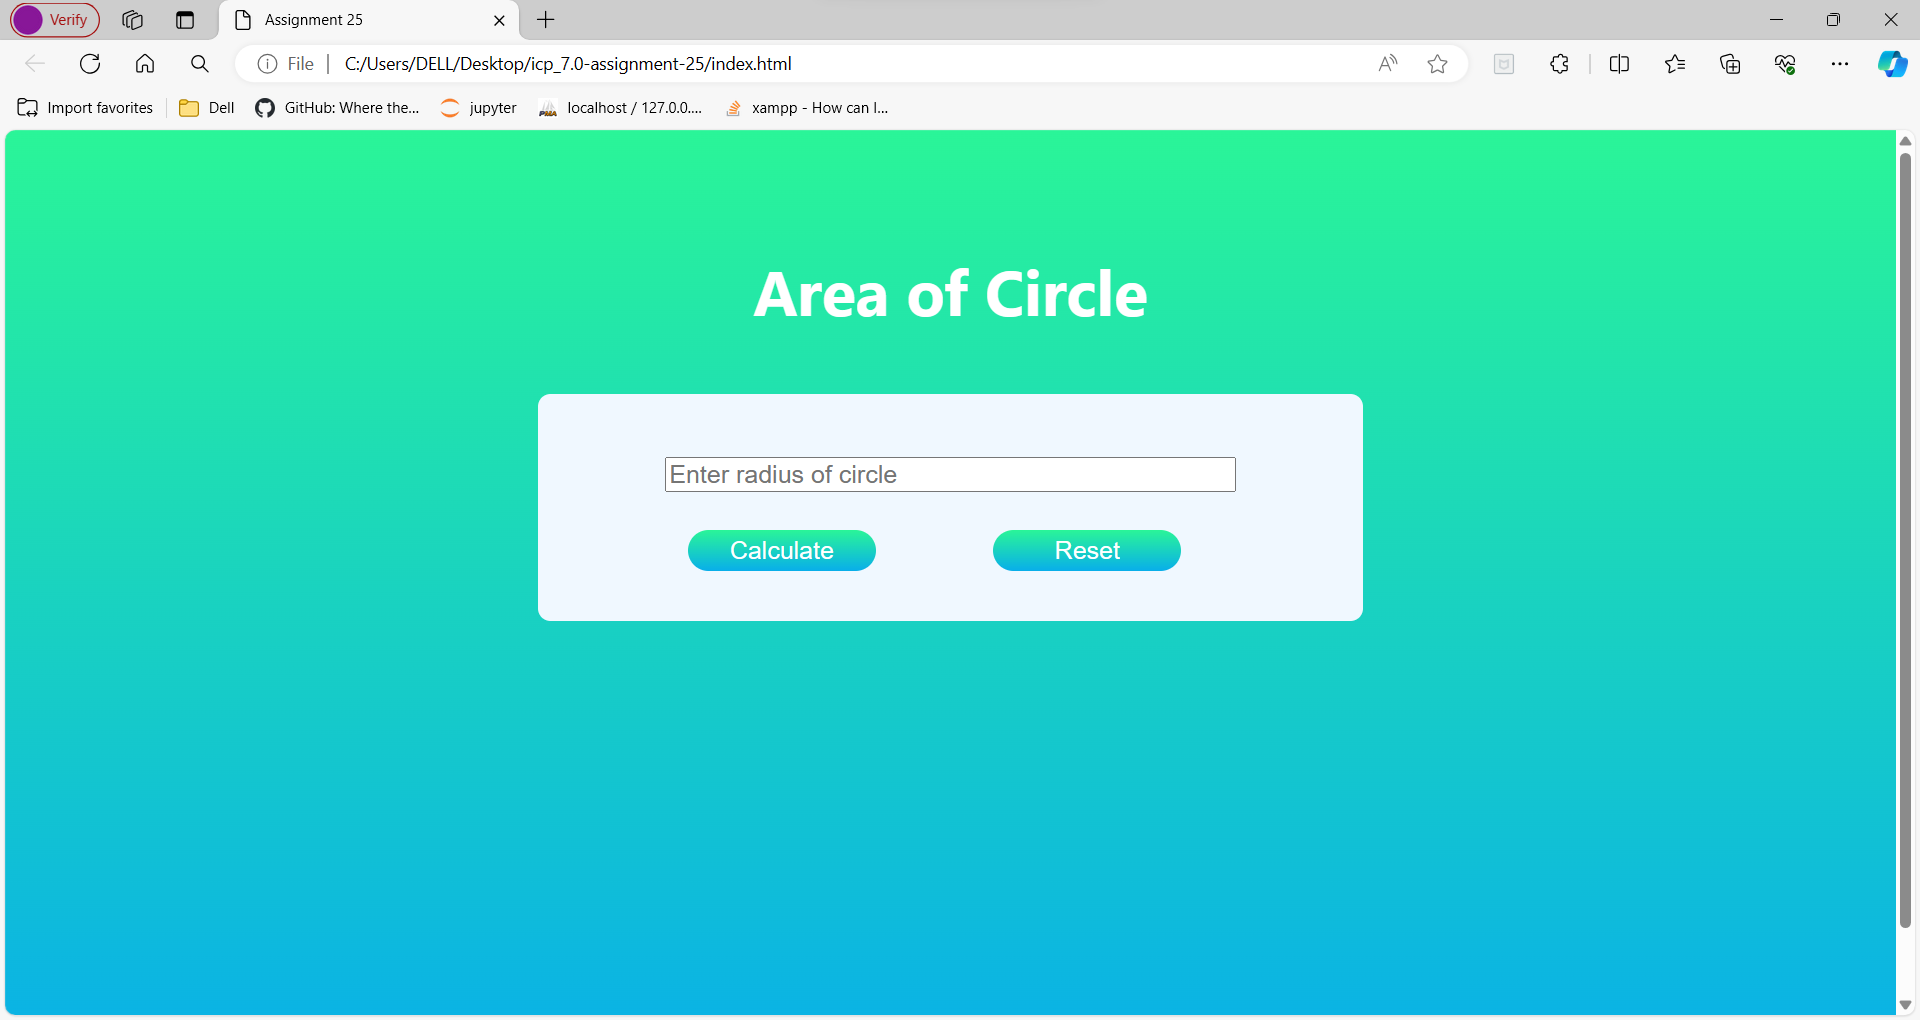 Verify
Assignment 25
File
C:/Users/DELL/Desktop/icp_7.0-assignment-25/index.html
Import favorites
Dell
GitHub: Where the...
jupyter
localhost / 127.0.0....
xampp - How can I...
Area of Circle
Enter radius of circle
Calculate
Reset